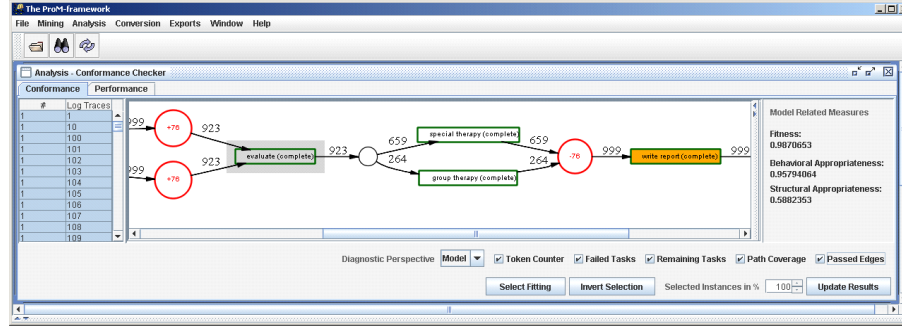 The ProM-framework
File Mining Analysis Conversion Exports Window Help
Analysis - Conformance Checker
Conformance Performance
# Log Traces
1 1
1 10
1 100
1 101
1 102
1 103
1 104
1 105
1 106
1 107
1 108
1 109
999 +76 923
999 +76 923
evaluate (complete)
923
659 special therapy (complete) 659
264 group therapy (complete) 264
-76
999
write report (complete)
999
Model Related Measures
Fitness:
0.9870653
Behavioral Appropriateness:
0.95794064
Structural Appropriateness:
0.5882353
Diagnostic Perspective Model Token Counter Failed Tasks Remaining Tasks Path Coverage Passed Edges
Select Fitting Invert Selection Selected Instances in % 100 Update Results